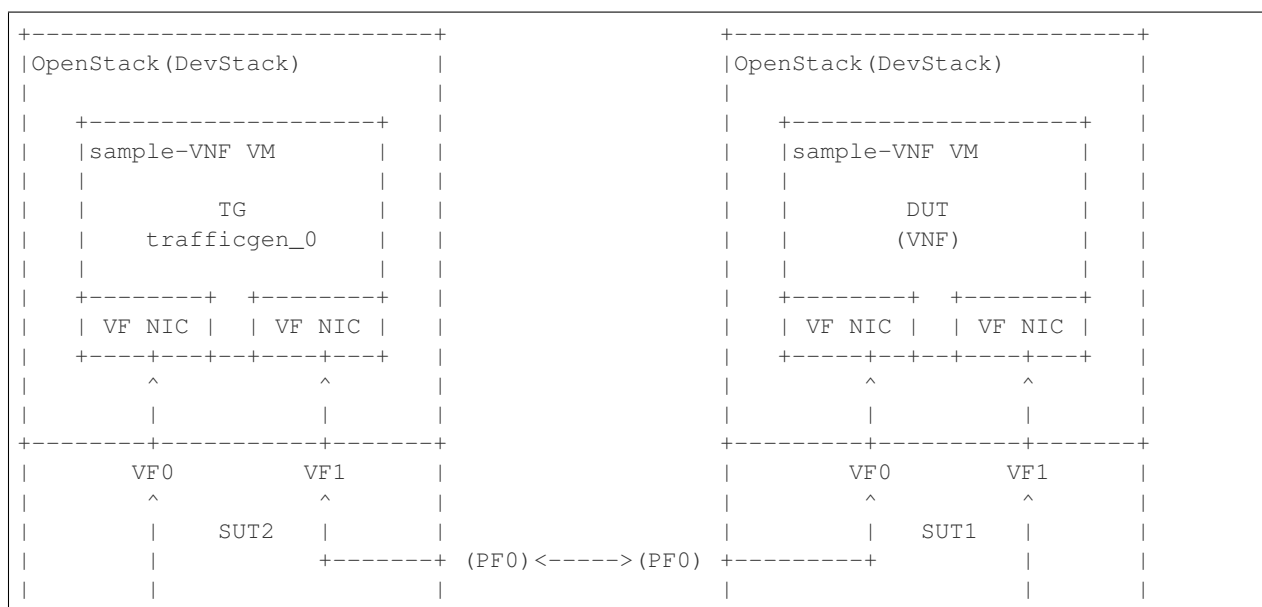 +----------------------------+                    +----------------------------+
|OpenStack(DevStack)         |                    |OpenStack(DevStack)         |
|                            |                    |                            |
|   +--------------------+   |                    |   +--------------------+   |
|   |sample-VNF VM       |   |                    |   |sample-VNF VM       |   |
|   |                    |   |                    |   |                    |   |
|   |         TG         |   |                    |   |        DUT         |   |
|   |    trafficgen_0    |   |                    |   |       (VNF)        |   |
|   |                    |   |                    |   |                    |   |
|   +--------+  +--------+   |                    |   +--------+  +--------+   |
|   | VF NIC |  | VF NIC |   |                    |   | VF NIC |  | VF NIC |   |
|   +----+---+--+----+---+   |                    |   +-----+--+--+----+---+   |
|        ^           ^       |                    |         ^          ^       |
|        |           |       |                    |         |          |       |
+--------+-----------+-------+                    +---------+----------+-------+
|       VF0         VF1      |                    |        VF0        VF1      |
|        ^           ^       |                    |         ^          ^       |
|        |    SUT2   |       |                    |         |   SUT1   |       |
|        |           +-------+ (PF0)<----->(PF0)  +---------+          |       |
|        |                   |                    |                    |       |